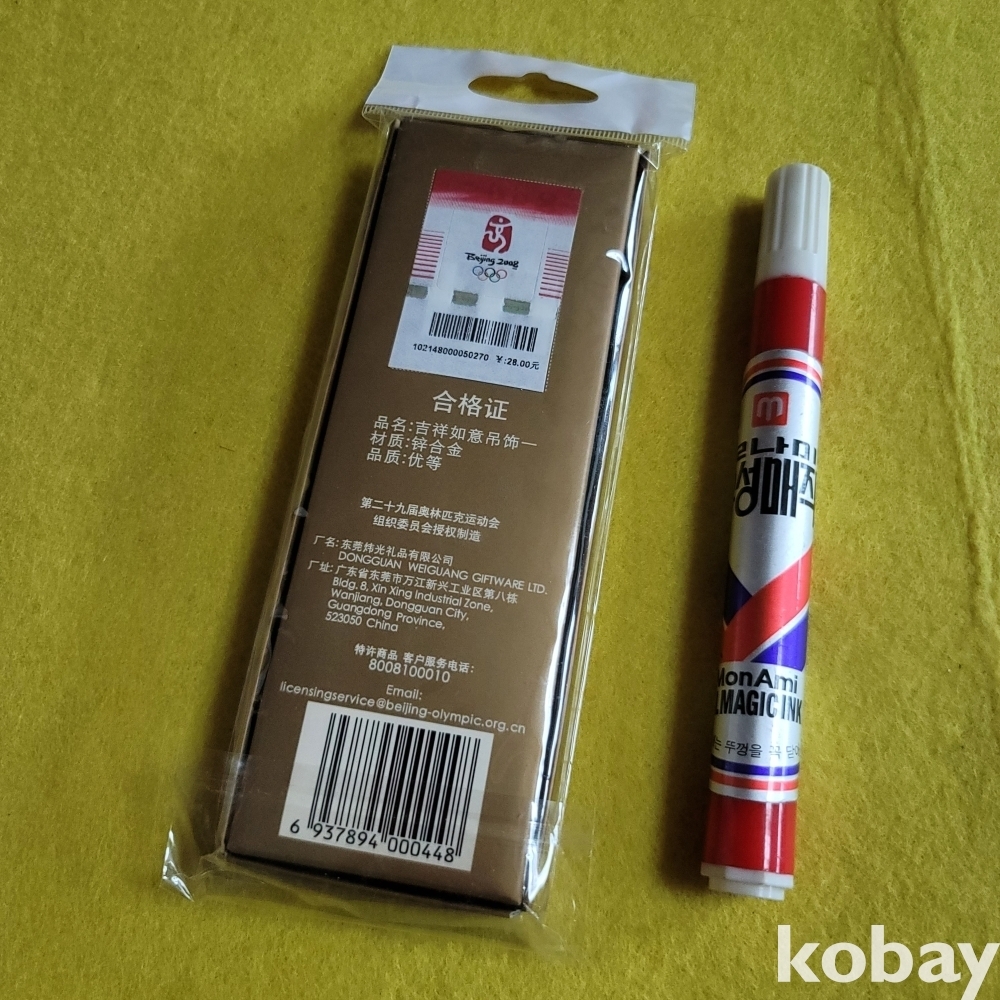 Beijing 2008
102148000050270 ¥:28.00元
合格证
品名:吉祥如意吊饰一
材质:锌合金
品质:优等
第二十九届奥林匹克运动会
组织委员会授权制造
厂名:东莞炜光礼品有限公司
DONGGUAN WEIGUANG GIFTWARE LTD.
厂址:广东省东莞市万江新兴工业区第八栋
Bldg. 8, Xin Xing Industrial Zone,
Wanjiang, Dongguan City,
Guangdong Province,
523050 China
特许商品 客户服务电话:
8008100010
Email:
licensingservice@beijing-olympic.org.cn
6 937894 000448
m
나미
성매직
MonAmi
MAGIC INK
뚜껑을 꼭
kobay